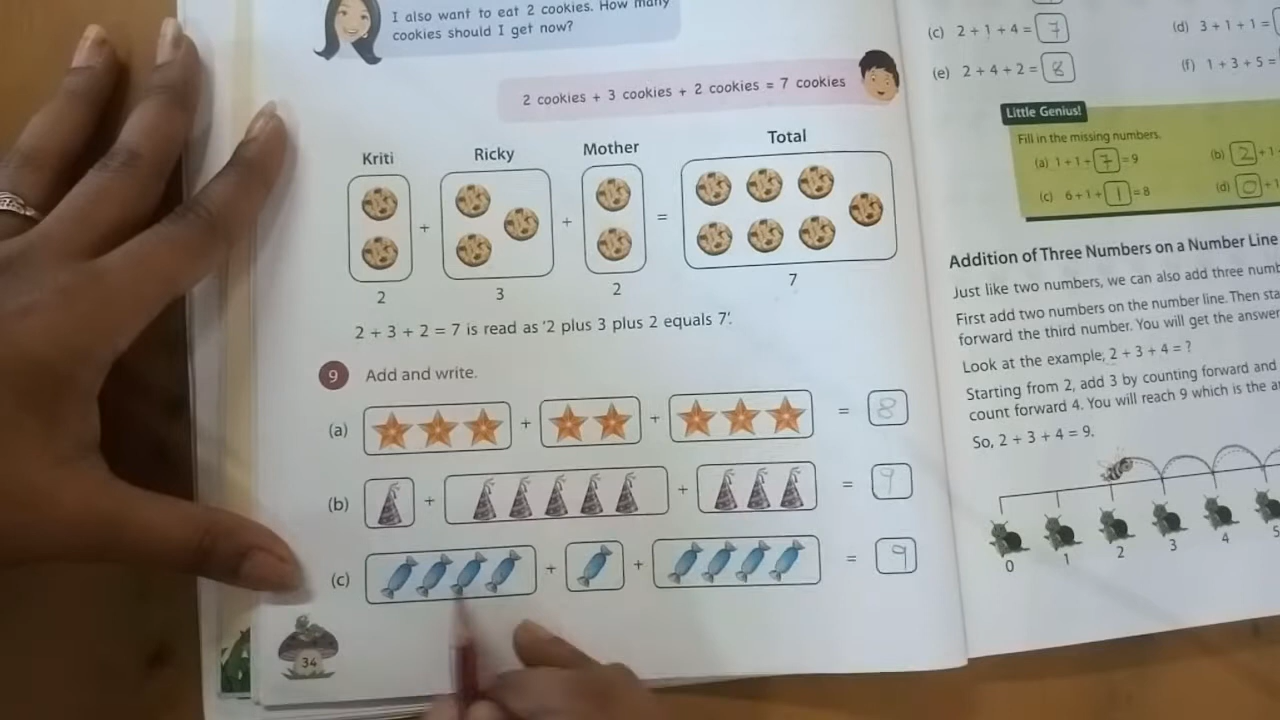 I also want to eat 2 cookies. How many
cookies should I get now?
2 cookies + 3 cookies + 2 cookies = 7 cookies
Kriti Ricky Mother Total
+ + =
2 3 2 7
2 + 3 + 2 = 7 is read as '2 plus 3 plus 2 equals 7'.
9 Add and write.
(a) + + = 8
(b) + + = 9
(c) + + = 9
34
(c) 2 + 1 + 4 = 7 (d) 3 + 1 + 1 =
(e) 2 + 4 + 2 = 8 (f) 1 + 3 + 5 =
Little Genius!
Fill in the missing numbers.
(a) 1 + 1 + 7 = 9 (b) 2 + 1
(c) 6 + 1 + 1 = 8 (d) 0 + 1
Addition of Three Numbers on a Number Line
Just like two numbers, we can also add three
First add two numbers on the number line. Then
forward the third number. You will get the answer
Look at the example, 2 + 3 + 4 = ?
Starting from 2, add 3 by counting forward and
count forward 4. You will reach 9 which is the
So, 2 + 3 + 4 = 9.
0 1 2 3 4 5